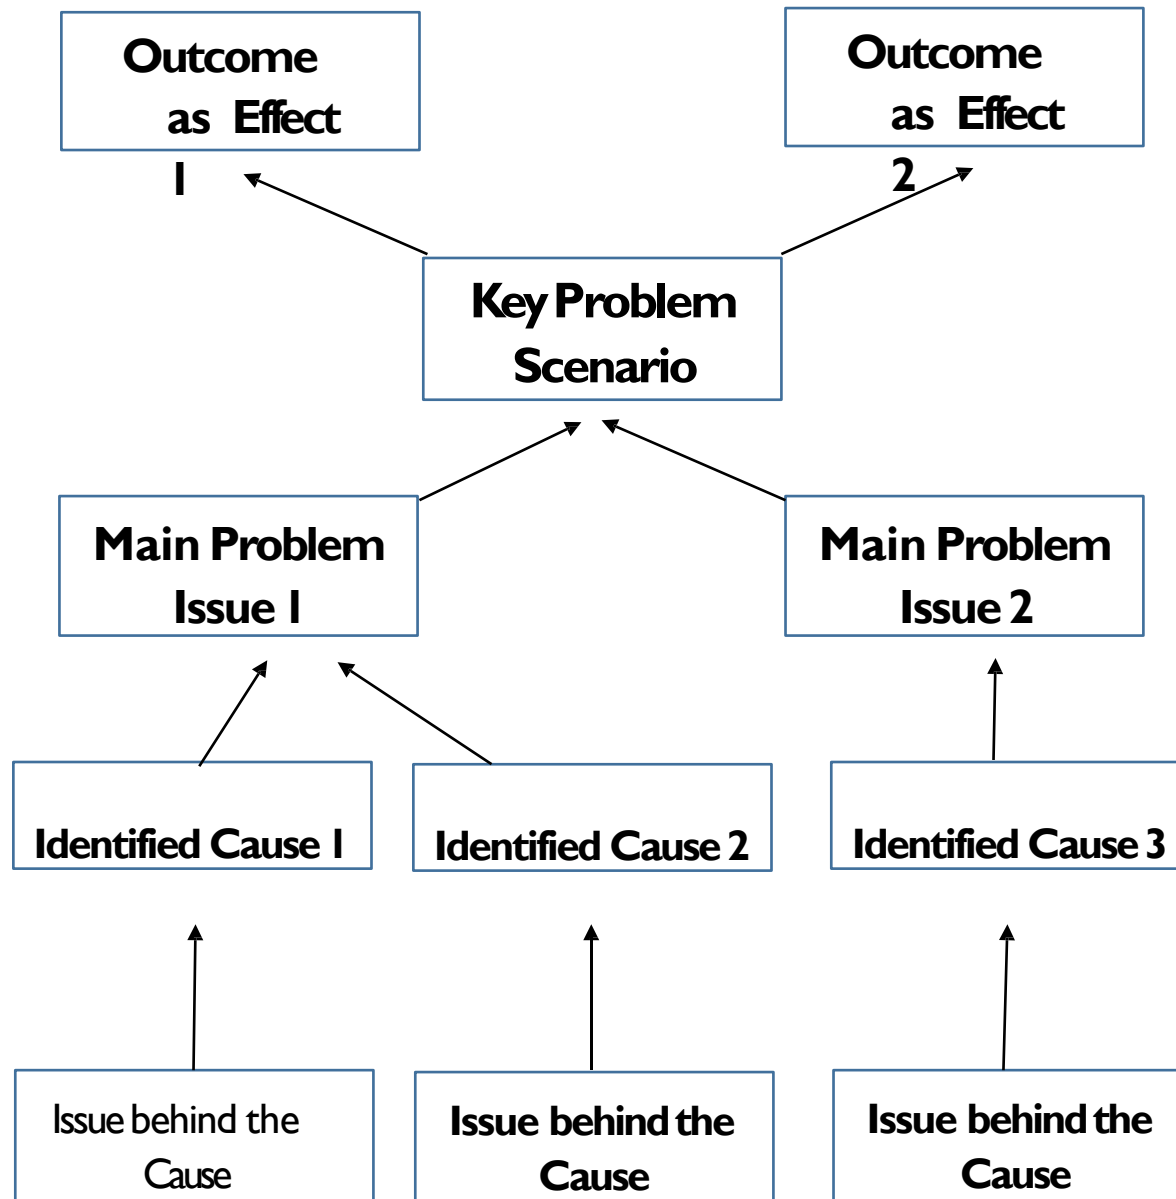 Outcome
as Effect
1
Outcome
as Effect
2
Key Problem
Scenario
Main Problem
Issue 1
Main Problem
Issue 2
Identified Cause 1
Identified Cause 2
Identified Cause 3
Issue behind the
Cause
Issue behind the
Cause
Issue behind the
Cause